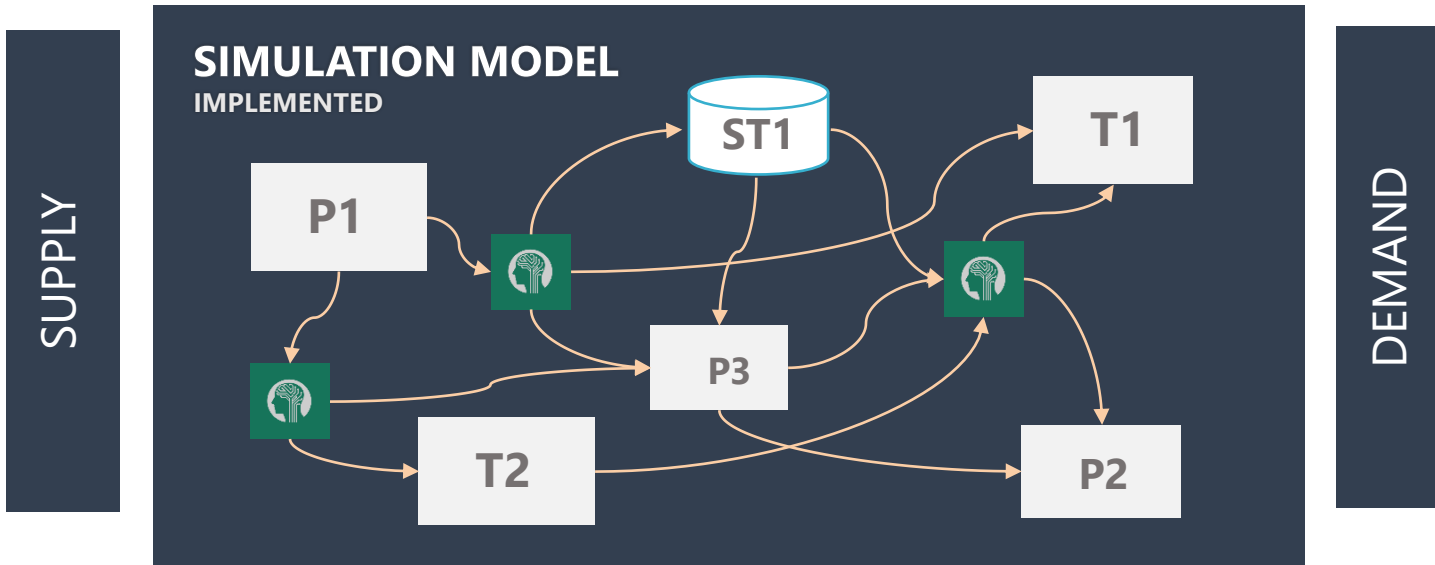 SUPPLY
SIMULATION MODEL
IMPLEMENTED
ST1
T1
P1
P3
T2
P2
DEMAND